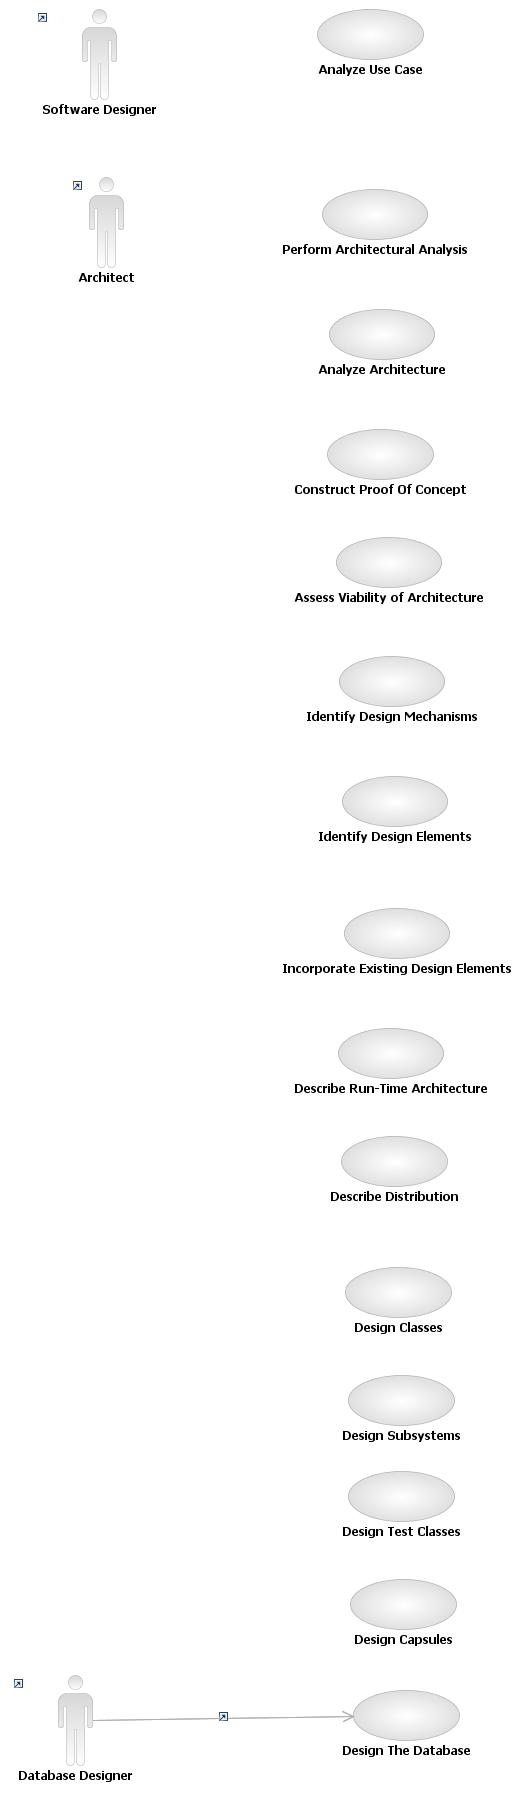 Software Designer
Analyze Use Case
Architect
Perform Architectural Analysis
Analyze Architecture
Construct Proof Of Concept
Assess Viability of Architecture
Identify Design Mechanisms
Identify Design Elements
Incorporate Existing Design Elements
Describe Run-Time Architecture
Describe Distribution
Design Classes
Design Subsystems
Design Test Classes
Design Capsules
Design The Database
Database Designer